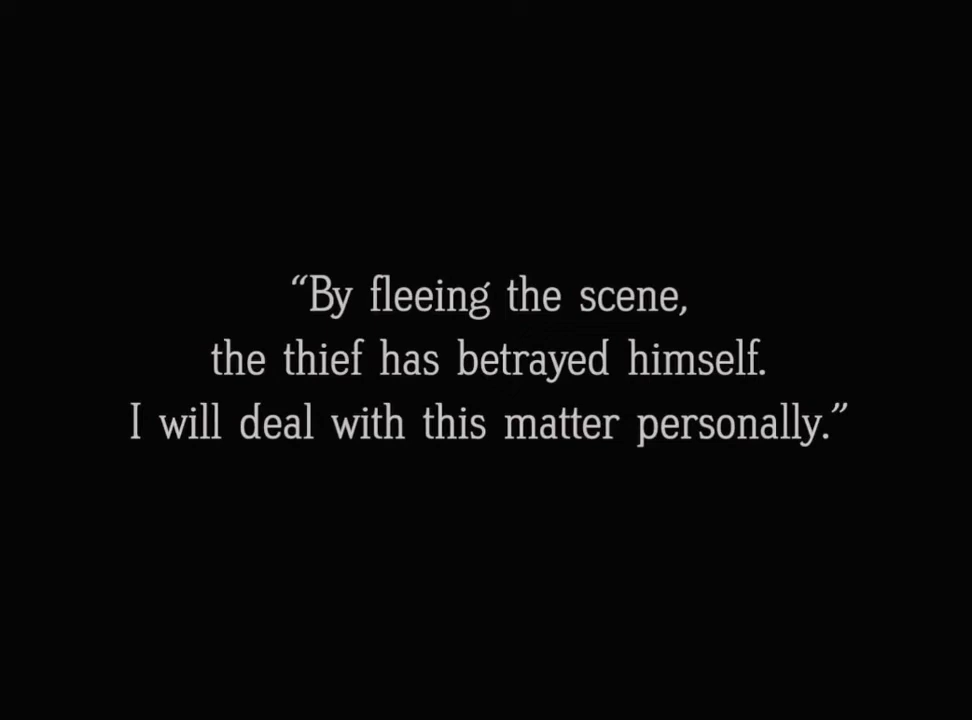 “By fleeing the scene,
the thief has betrayed himself.
I will deal with this matter personally.”